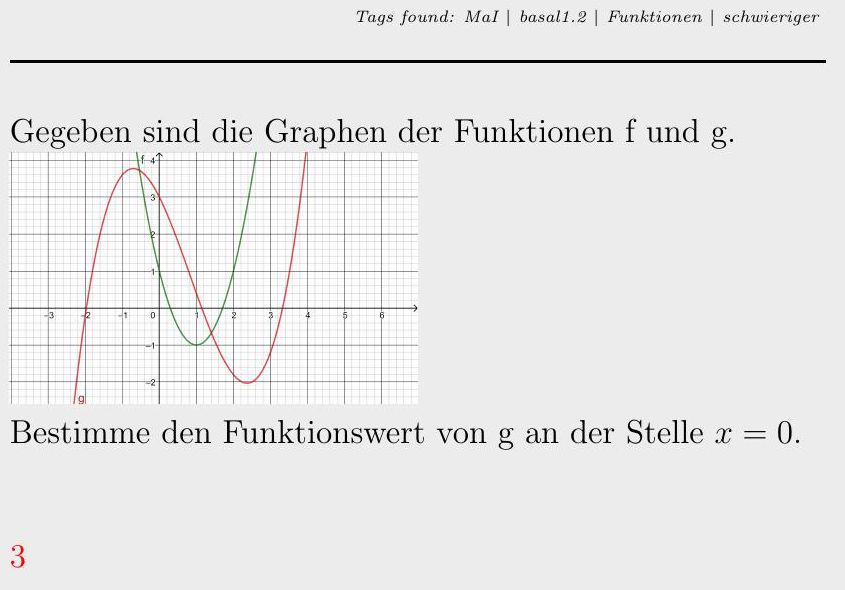 Tags found: MaI | basal1.2 | Funktionen | schwieriger
Gegeben sind die Graphen der Funktionen f und g.
f 4
3
2
1
-3 -2 -1 0 1 2 3 4 5 6
-1
-2
g
Bestimme den Funktionswert von g an der Stelle x = 0.
3